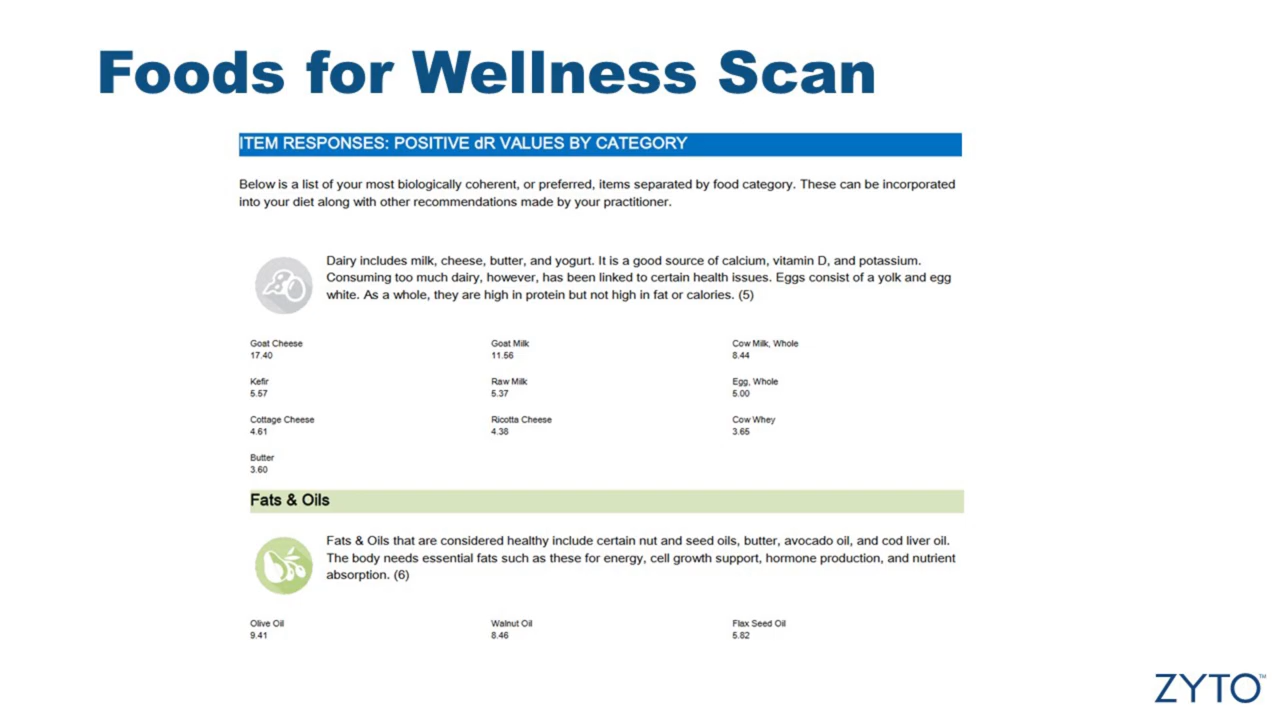 Foods for Wellness Scan
ITEM RESPONSES: POSITIVE dR VALUES BY CATEGORY
Below is a list of your most biologically coherent, or preferred, items separated by food category. These can be incorporated
into your diet along with other recommendations made by your practitioner.
Dairy includes milk, cheese, butter, and yogurt. It is a good source of calcium, vitamin D, and potassium.
Consuming too much dairy, however, has been linked to certain health issues. Eggs consist of a yolk and egg
white. As a whole, they are high in protein but not high in fat or calories. (5)
Goat Cheese Goat Milk Cow Milk, Whole
17.40 11.56 8.44
Kefir Raw Milk Egg, Whole
5.57 5.37 5.00
Cottage Cheese Ricotta Cheese Cow Whey
4.61 4.38 3.65
Butter
3.60
Fats & Oils
Fats & Oils that are considered healthy include certain nut and seed oils, butter, avocado oil, and cod liver oil.
The body needs essential fats such as these for energy, cell growth support, hormone production, and nutrient
absorption. (6)
Olive Oil Walnut Oil Flax Seed Oil
9.41 8.46 5.82
ZYTO™